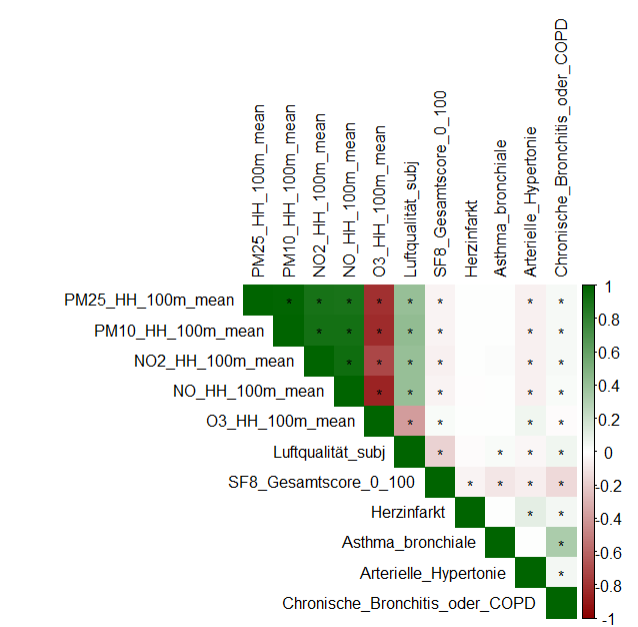 PM25_HH_100m_mean
PM10_HH_100m_mean
NO2_HH_100m_mean
NO_HH_100m_mean
O3_HH_100m_mean
Luftqualität_subj
SF8_Gesamtscore_0_100
Herzinfarkt
Asthma_bronchiale
Arterielle_Hypertonie
Chronische_Bronchitis_oder_COPD
PM25_HH_100m_mean * * * * * * * *
PM10_HH_100m_mean * * * * * * *
NO2_HH_100m_mean * * * * * *
NO_HH_100m_mean * * * * *
O3_HH_100m_mean * * * *
Luftqualität_subj * * * *
SF8_Gesamtscore_0_100 * * * *
Herzinfarkt * *
Asthma_bronchiale *
Arterielle_Hypertonie *
Chronische_Bronchitis_oder_COPD
1
0.8
0.6
0.4
0.2
0
-0.2
-0.4
-0.6
-0.8
-1